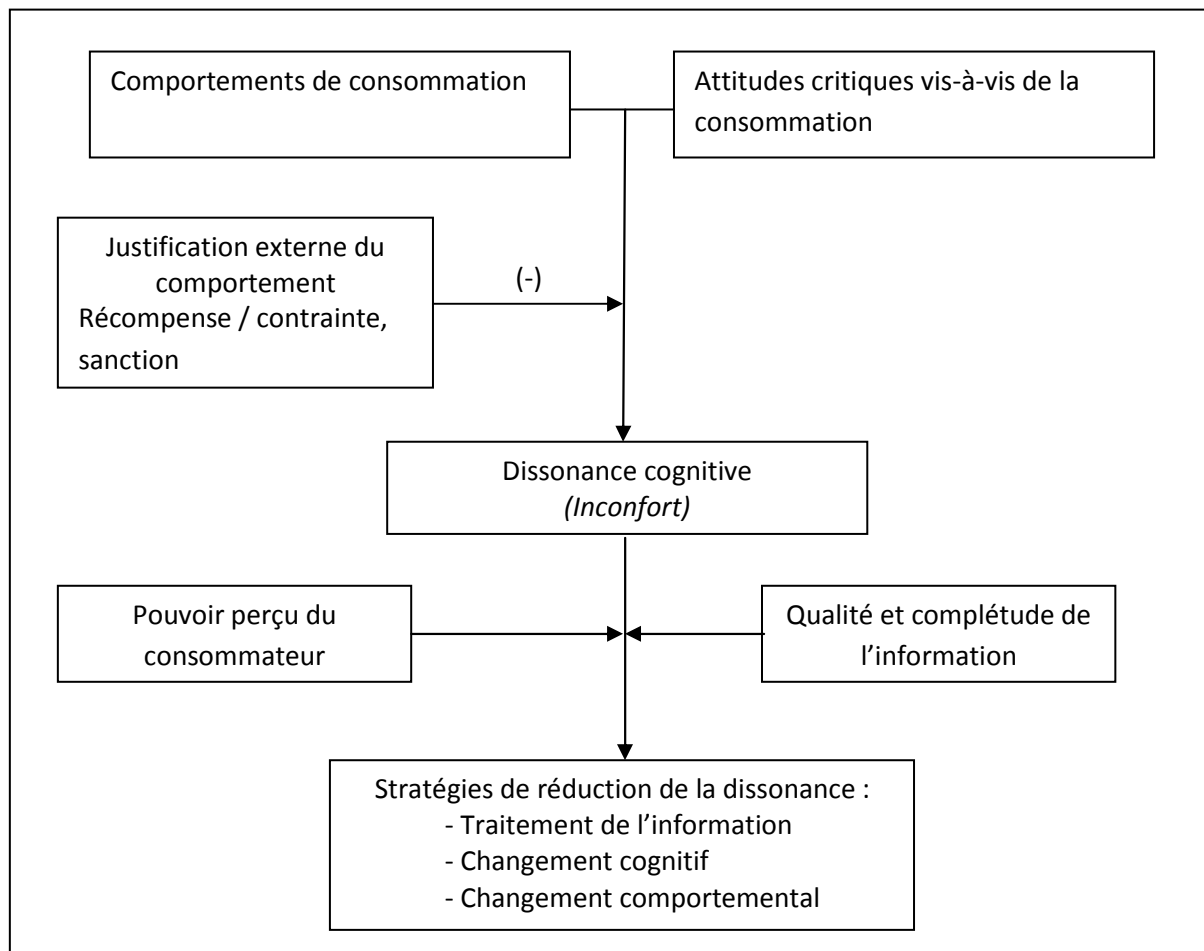 Comportements de consommation
Attitudes critiques vis-à-vis de la
consommation
Justification externe du
comportement
Récompense / contrainte,
sanction
(-)
Dissonance cognitive
(Inconfort)
Pouvoir perçu du
consommateur
Qualité et complétude de
l’information
Stratégies de réduction de la dissonance :
- Traitement de l’information
- Changement cognitif
- Changement comportemental